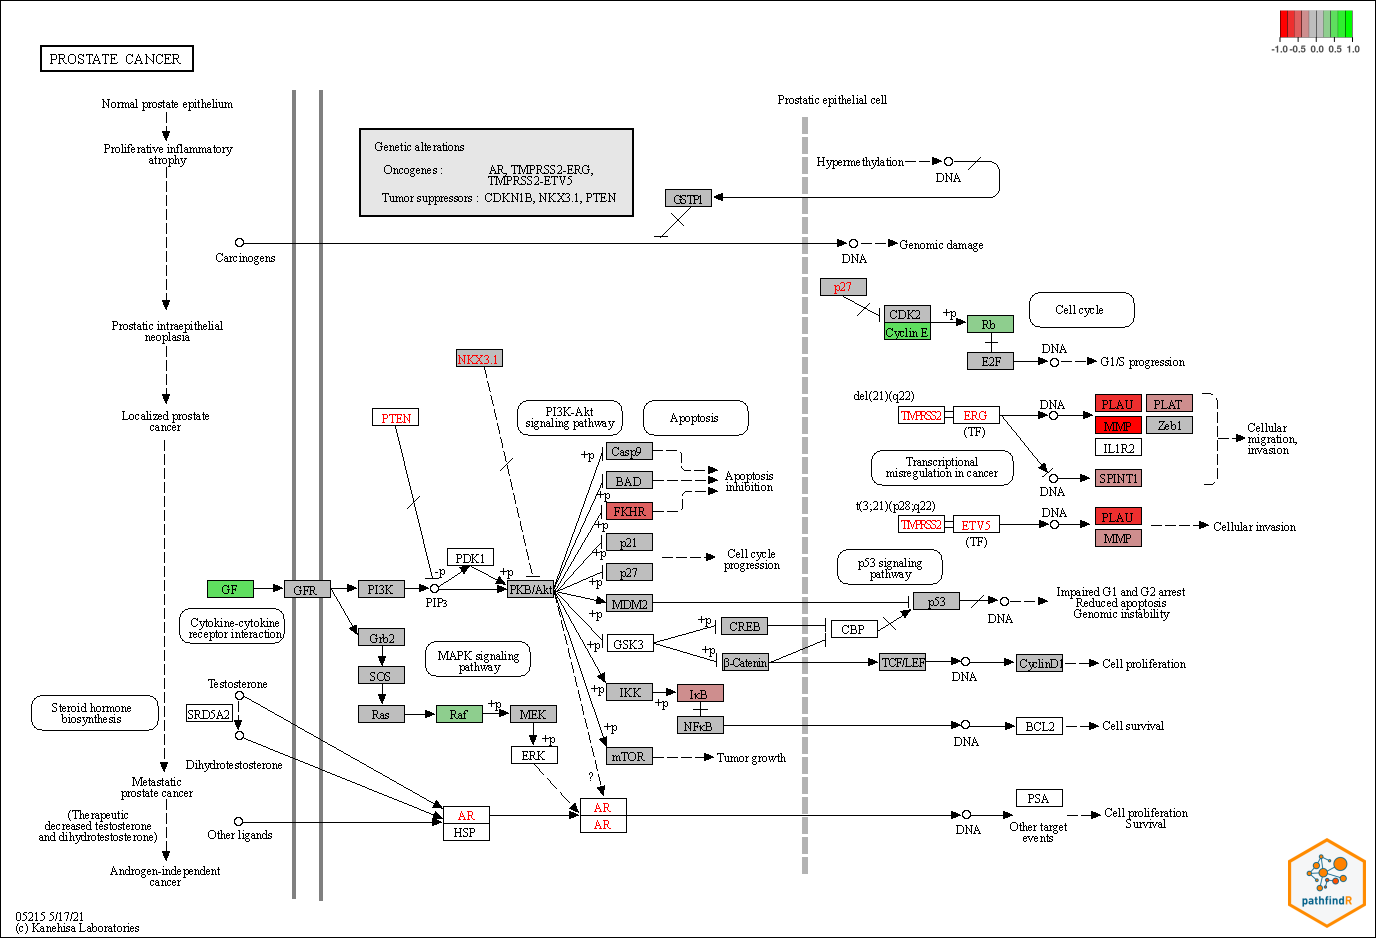 -1.0 -0.5 0.0 0.5 1.0
PROSTATE CANCER
Normal prostate epithelium
Proliferative inflammatory
atrophy
Prostatic intraepithelial
neoplasia
Localized prostate
cancer
Metastatic
prostate cancer
(Therapeutic
decreased testosterone
and dihydrotestosterone)
Androgen-independent
cancer
Steroid hormone
biosynthesis
Genetic alterations
Oncogenes : AR, TMPRSS2-ERG,
TMPRSS2-ETV5
Tumor suppressors : CDKN1B, NKX3.1, PTEN
Prostatic epithelial cell
Hypermethylation
DNA
GSTP1
Carcinogens
DNA
Genomic damage
p27
CDK2
Cyclin E
+p
Rb
E2F
Cell cycle
DNA
G1/S progression
NKX3.1
PTEN
PI3K-Akt
signaling pathway
Apoptosis
del(21)(q22)
TMPRSS2
ERG
(TF)
DNA
PLAU
PLAT
MMP
Zeb1
IL1R2
Cellular
migration,
invasion
Transcriptional
misregulation in cancer
DNA
SPINT1
t(3;21)(p28;q22)
TMPRSS2
ETV5
(TF)
DNA
PLAU
MMP
Cellular invasion
+p
Casp9
BAD
+p
FKHR
+p
p21
+p
p27
+p
MDM2
+p
GSK3
+p
IKK
+p
mTOR
+p
Apoptosis
inhibition
Cell cycle
progression
Tumor growth
GF
GFR
PI3K
-p
PIP3
PDK1
+p
PKB/Akt
Cytokine-cytokine
receptor interaction
Grb2
SOS
Ras
Raf
+p
MEK
+p
ERK
MAPK signaling
pathway
p53 signaling
pathway
p53
DNA
Impaired G1 and G2 arrest
Reduced apoptosis
Genomic instability
+p
CREB
CBP
+p
β-Catenin
TCF/LEF
DNA
CyclinD1
Cell proliferation
+p
IκB
NFκB
DNA
BCL2
Cell survival
Testosterone
SRD5A2
Dihydrotestosterone
Other ligands
AR
HSP
?
AR
AR
DNA
PSA
Other target
events
Cell proliferation
Survival
05215 5/17/21
(c) Kanehisa Laboratories
pathfindR